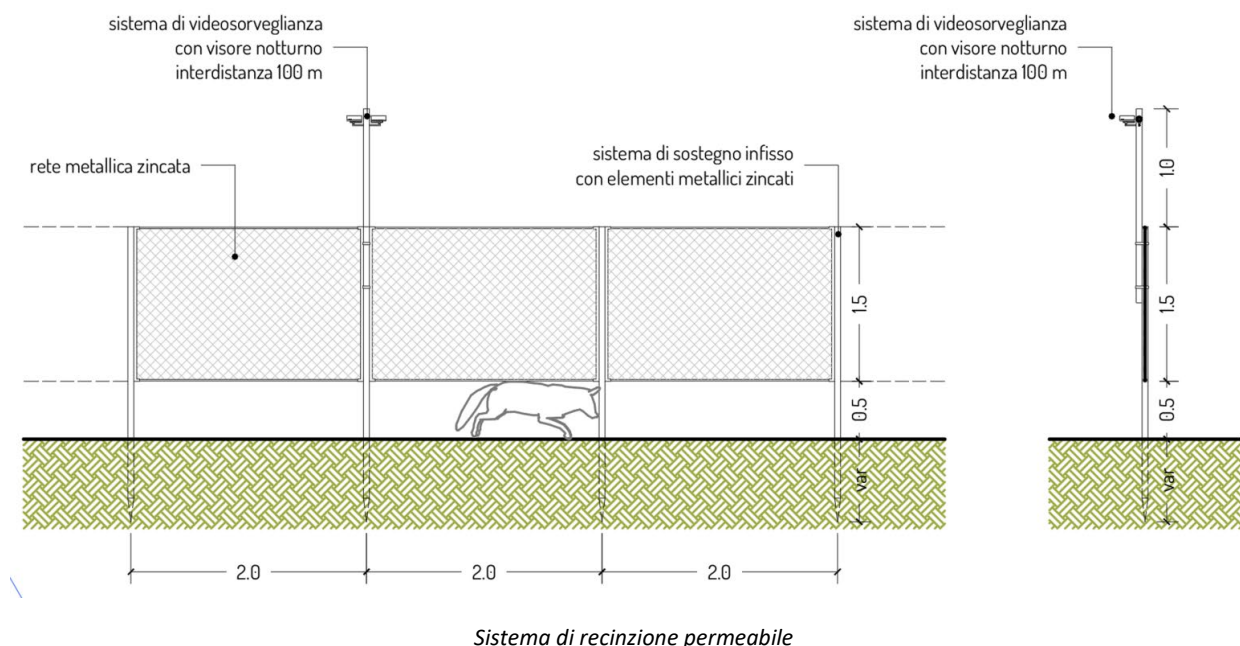 sistema di videosorveglianza
con visore notturno
interdistanza 100 m
sistema di videosorveglianza
con visore notturno
interdistanza 100 m
rete metallica zincata
sistema di sostegno infisso
con elementi metallici zincati
1.0
1.5
1.5
0.5
0.5
var
var
2.0
2.0
2.0
Sistema di recinzione permeabile